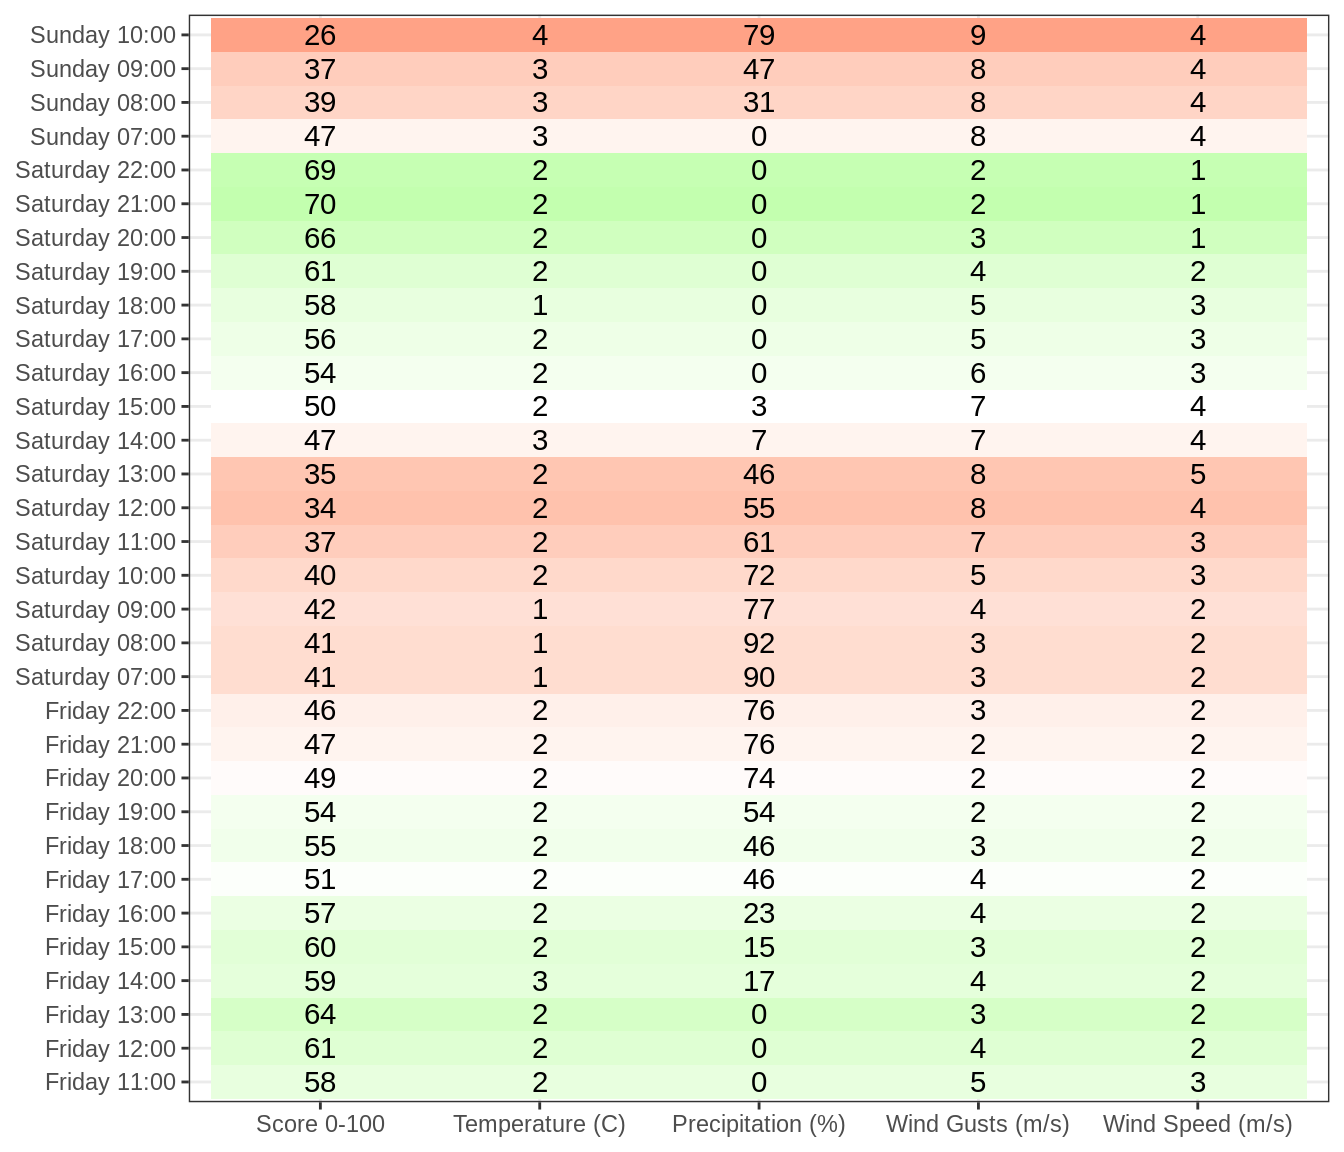 Sunday 10:00 26 4 79 9 4
Sunday 09:00 37 3 47 8 4
Sunday 08:00 39 3 31 8 4
Sunday 07:00 47 3 0 8 4
Saturday 22:00 69 2 0 2 1
Saturday 21:00 70 2 0 2 1
Saturday 20:00 66 2 0 3 1
Saturday 19:00 61 2 0 4 2
Saturday 18:00 58 1 0 5 3
Saturday 17:00 56 2 0 5 3
Saturday 16:00 54 2 0 6 3
Saturday 15:00 50 2 3 7 4
Saturday 14:00 47 3 7 7 4
Saturday 13:00 35 2 46 8 5
Saturday 12:00 34 2 55 8 4
Saturday 11:00 37 2 61 7 3
Saturday 10:00 40 2 72 5 3
Saturday 09:00 42 1 77 4 2
Saturday 08:00 41 1 92 3 2
Saturday 07:00 41 1 90 3 2
Friday 22:00 46 2 76 3 2
Friday 21:00 47 2 76 2 2
Friday 20:00 49 2 74 2 2
Friday 19:00 54 2 54 2 2
Friday 18:00 55 2 46 3 2
Friday 17:00 51 2 46 4 2
Friday 16:00 57 2 23 4 2
Friday 15:00 60 2 15 3 2
Friday 14:00 59 3 17 4 2
Friday 13:00 64 2 0 3 2
Friday 12:00 61 2 0 4 2
Friday 11:00 58 2 0 5 3
Score 0-100 Temperature (C) Precipitation (%) Wind Gusts (m/s) Wind Speed (m/s)